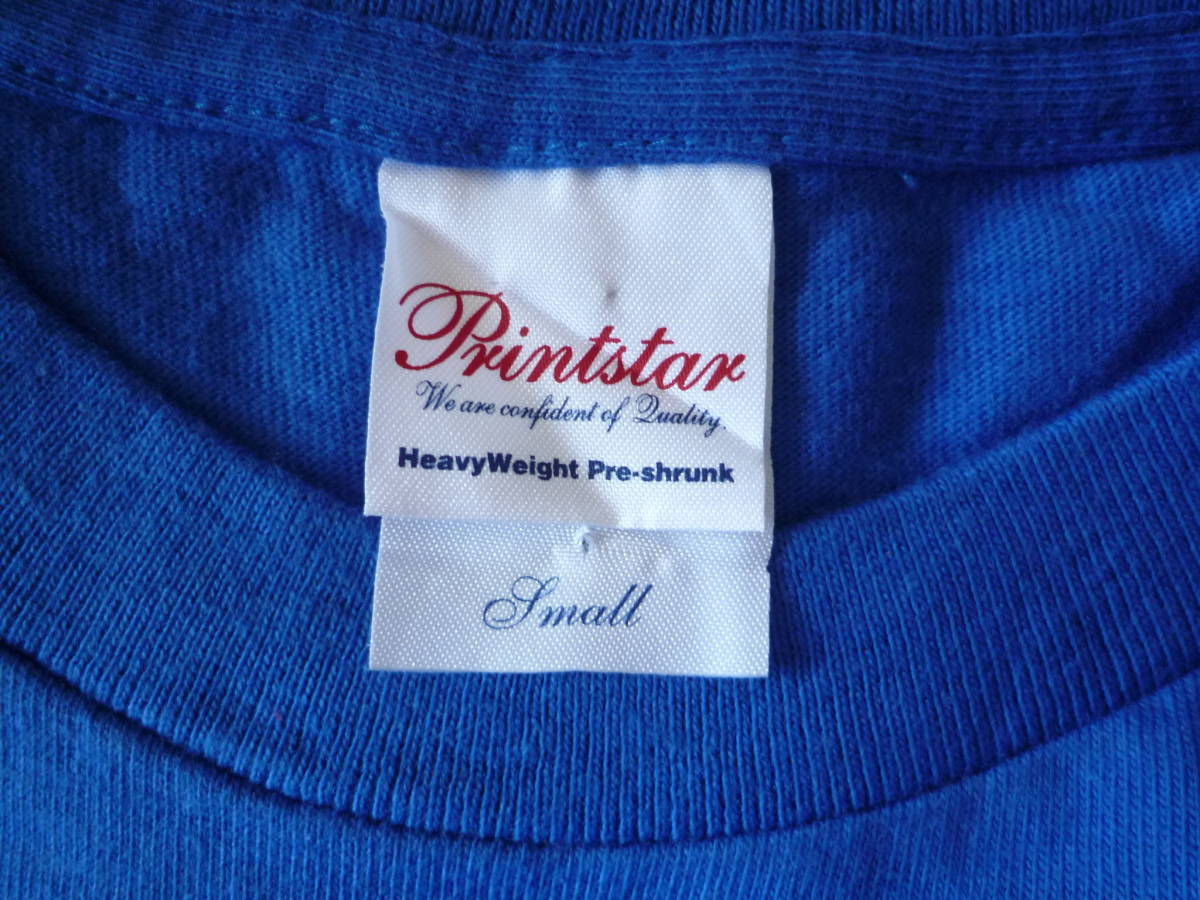 Printstar
We are confident of Quality.
HeavyWeight Pre-shrunk
Small